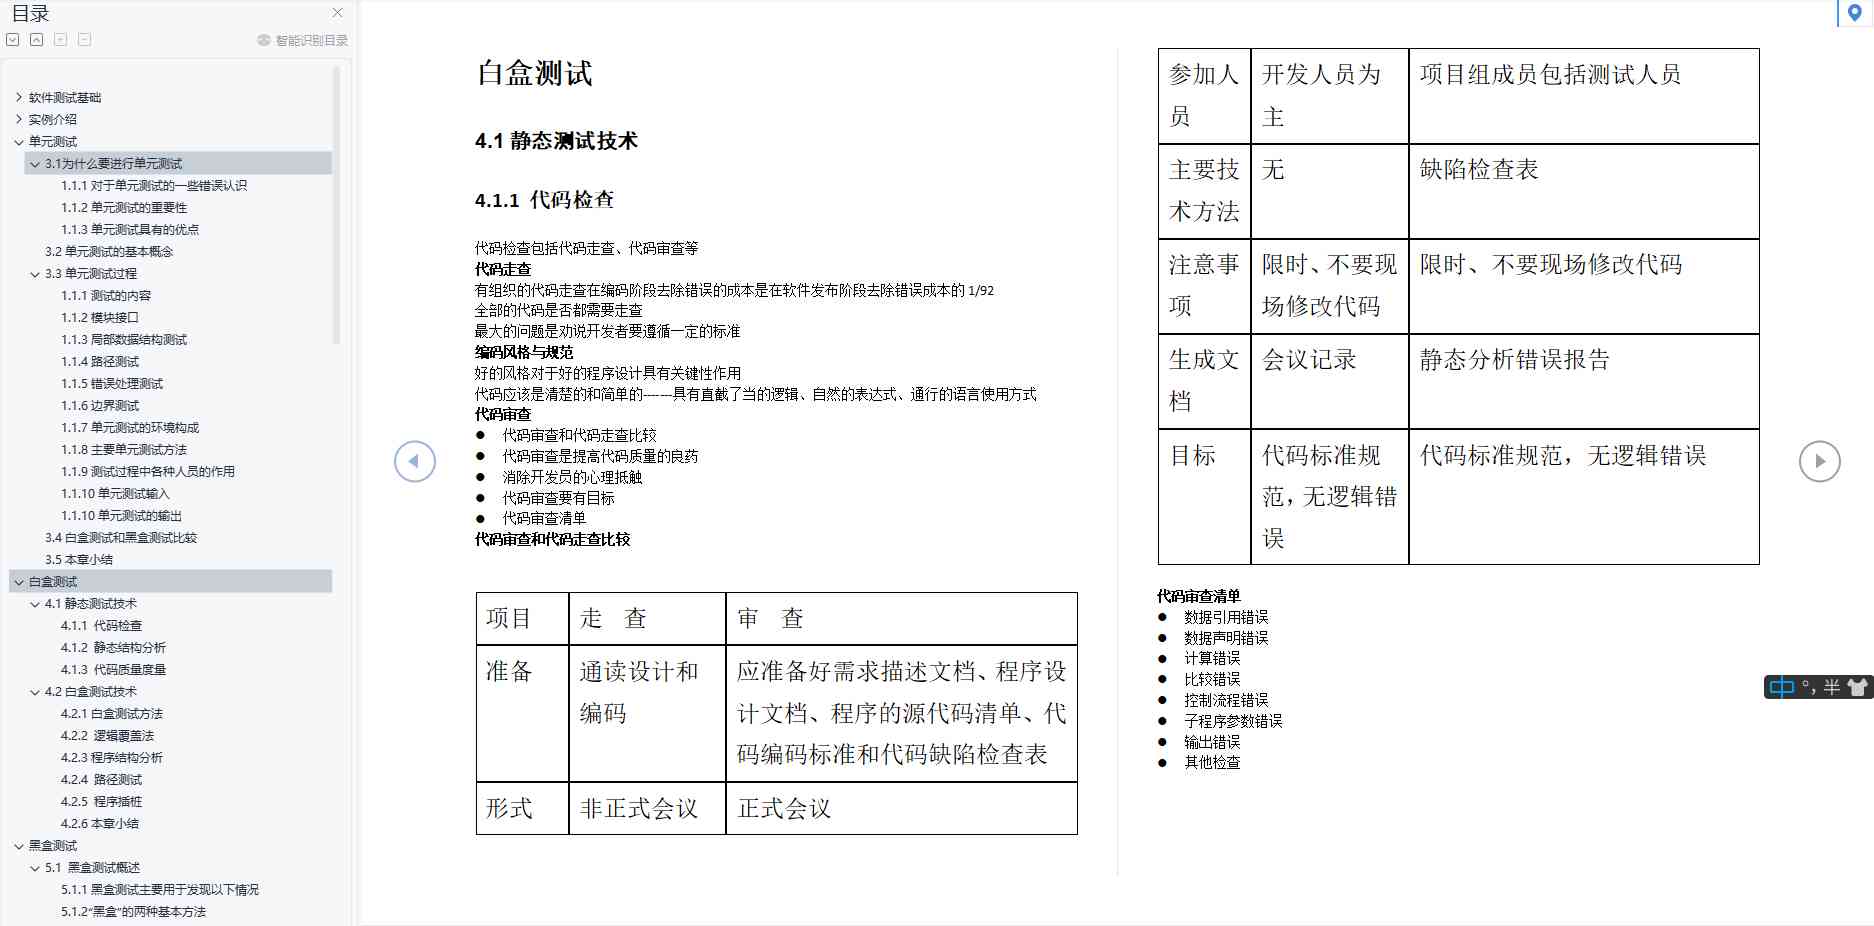 目录
智能识别目录
软件测试基础
实例介绍
单元测试
3.1为什么要进行单元测试
1.1.1 对于单元测试的一些错误认识
1.1.2 单元测试的重要性
1.1.3 单元测试具有的优点
3.2 单元测试的基本概念
3.3 单元测试过程
1.1.1 测试的内容
1.1.2 模块接口
1.1.3 局部数据结构测试
1.1.4 路径测试
1.1.5 错误处理测试
1.1.6 边界测试
1.1.7 单元测试的环境构成
1.1.8 主要单元测试方法
1.1.9 测试过程中各种人员的作用
1.1.10 单元测试输入
1.1.10 单元测试的输出
3.4 白盒测试和黑盒测试比较
3.5 本章小结
白盒测试
4.1 静态测试技术
4.1.1 代码检查
4.1.2 静态结构分析
4.1.3 代码质量度量
4.2 白盒测试技术
4.2.1 白盒测试方法
4.2.2 逻辑覆盖法
4.2.3 程序结构分析
4.2.4 路径测试
4.2.5 程序插桩
4.2.6 本章小结
黑盒测试
5.1 黑盒测试概述
5.1.1 黑盒测试主要用于发现以下情况
5.1.2“黑盒”的两种基本方法
白盒测试
4.1 静态测试技术
4.1.1 代码检查
代码检查包括代码走查、代码审查等
代码走查
有组织的代码走查在编码阶段去除错误的成本是在软件发布阶段去除错误成本的 1/92
全部的代码是否都需要走查
最大的问题是劝说开发者要遵循一定的标准
编码风格与规范
好的风格对于好的程序设计具有关键性作用
代码应该是清楚的和简单的-------具有直截了当的逻辑、自然的表达式、通行的语言使用方式
代码审查
● 代码审查和代码走查比较
● 代码审查是提高代码质量的良药
● 消除开发员的心理抵触
● 代码审查要有目标
● 代码审查清单
代码审查和代码走查比较
项目 走 查 审 查
准备 通读设计和 应准备好需求描述文档、程序设
编码 计文档、程序的源代码清单、代
码编码标准和代码缺陷检查表
形式 非正式会议 正式会议
参加人 开发人员为 项目组成员包括测试人员
员 主
主要技 无 缺陷检查表
术方法
注意事 限时、不要现 限时、不要现场修改代码
项 场修改代码
生成文 会议记录 静态分析错误报告
档
目标 代码标准规 代码标准规范，无逻辑错误
范，无逻辑错
误
代码审查清单
● 数据引用错误
● 数据声明错误
● 计算错误
● 比较错误
● 控制流程错误
● 子程序参数错误
● 输出错误
● 其他检查
中 °，半